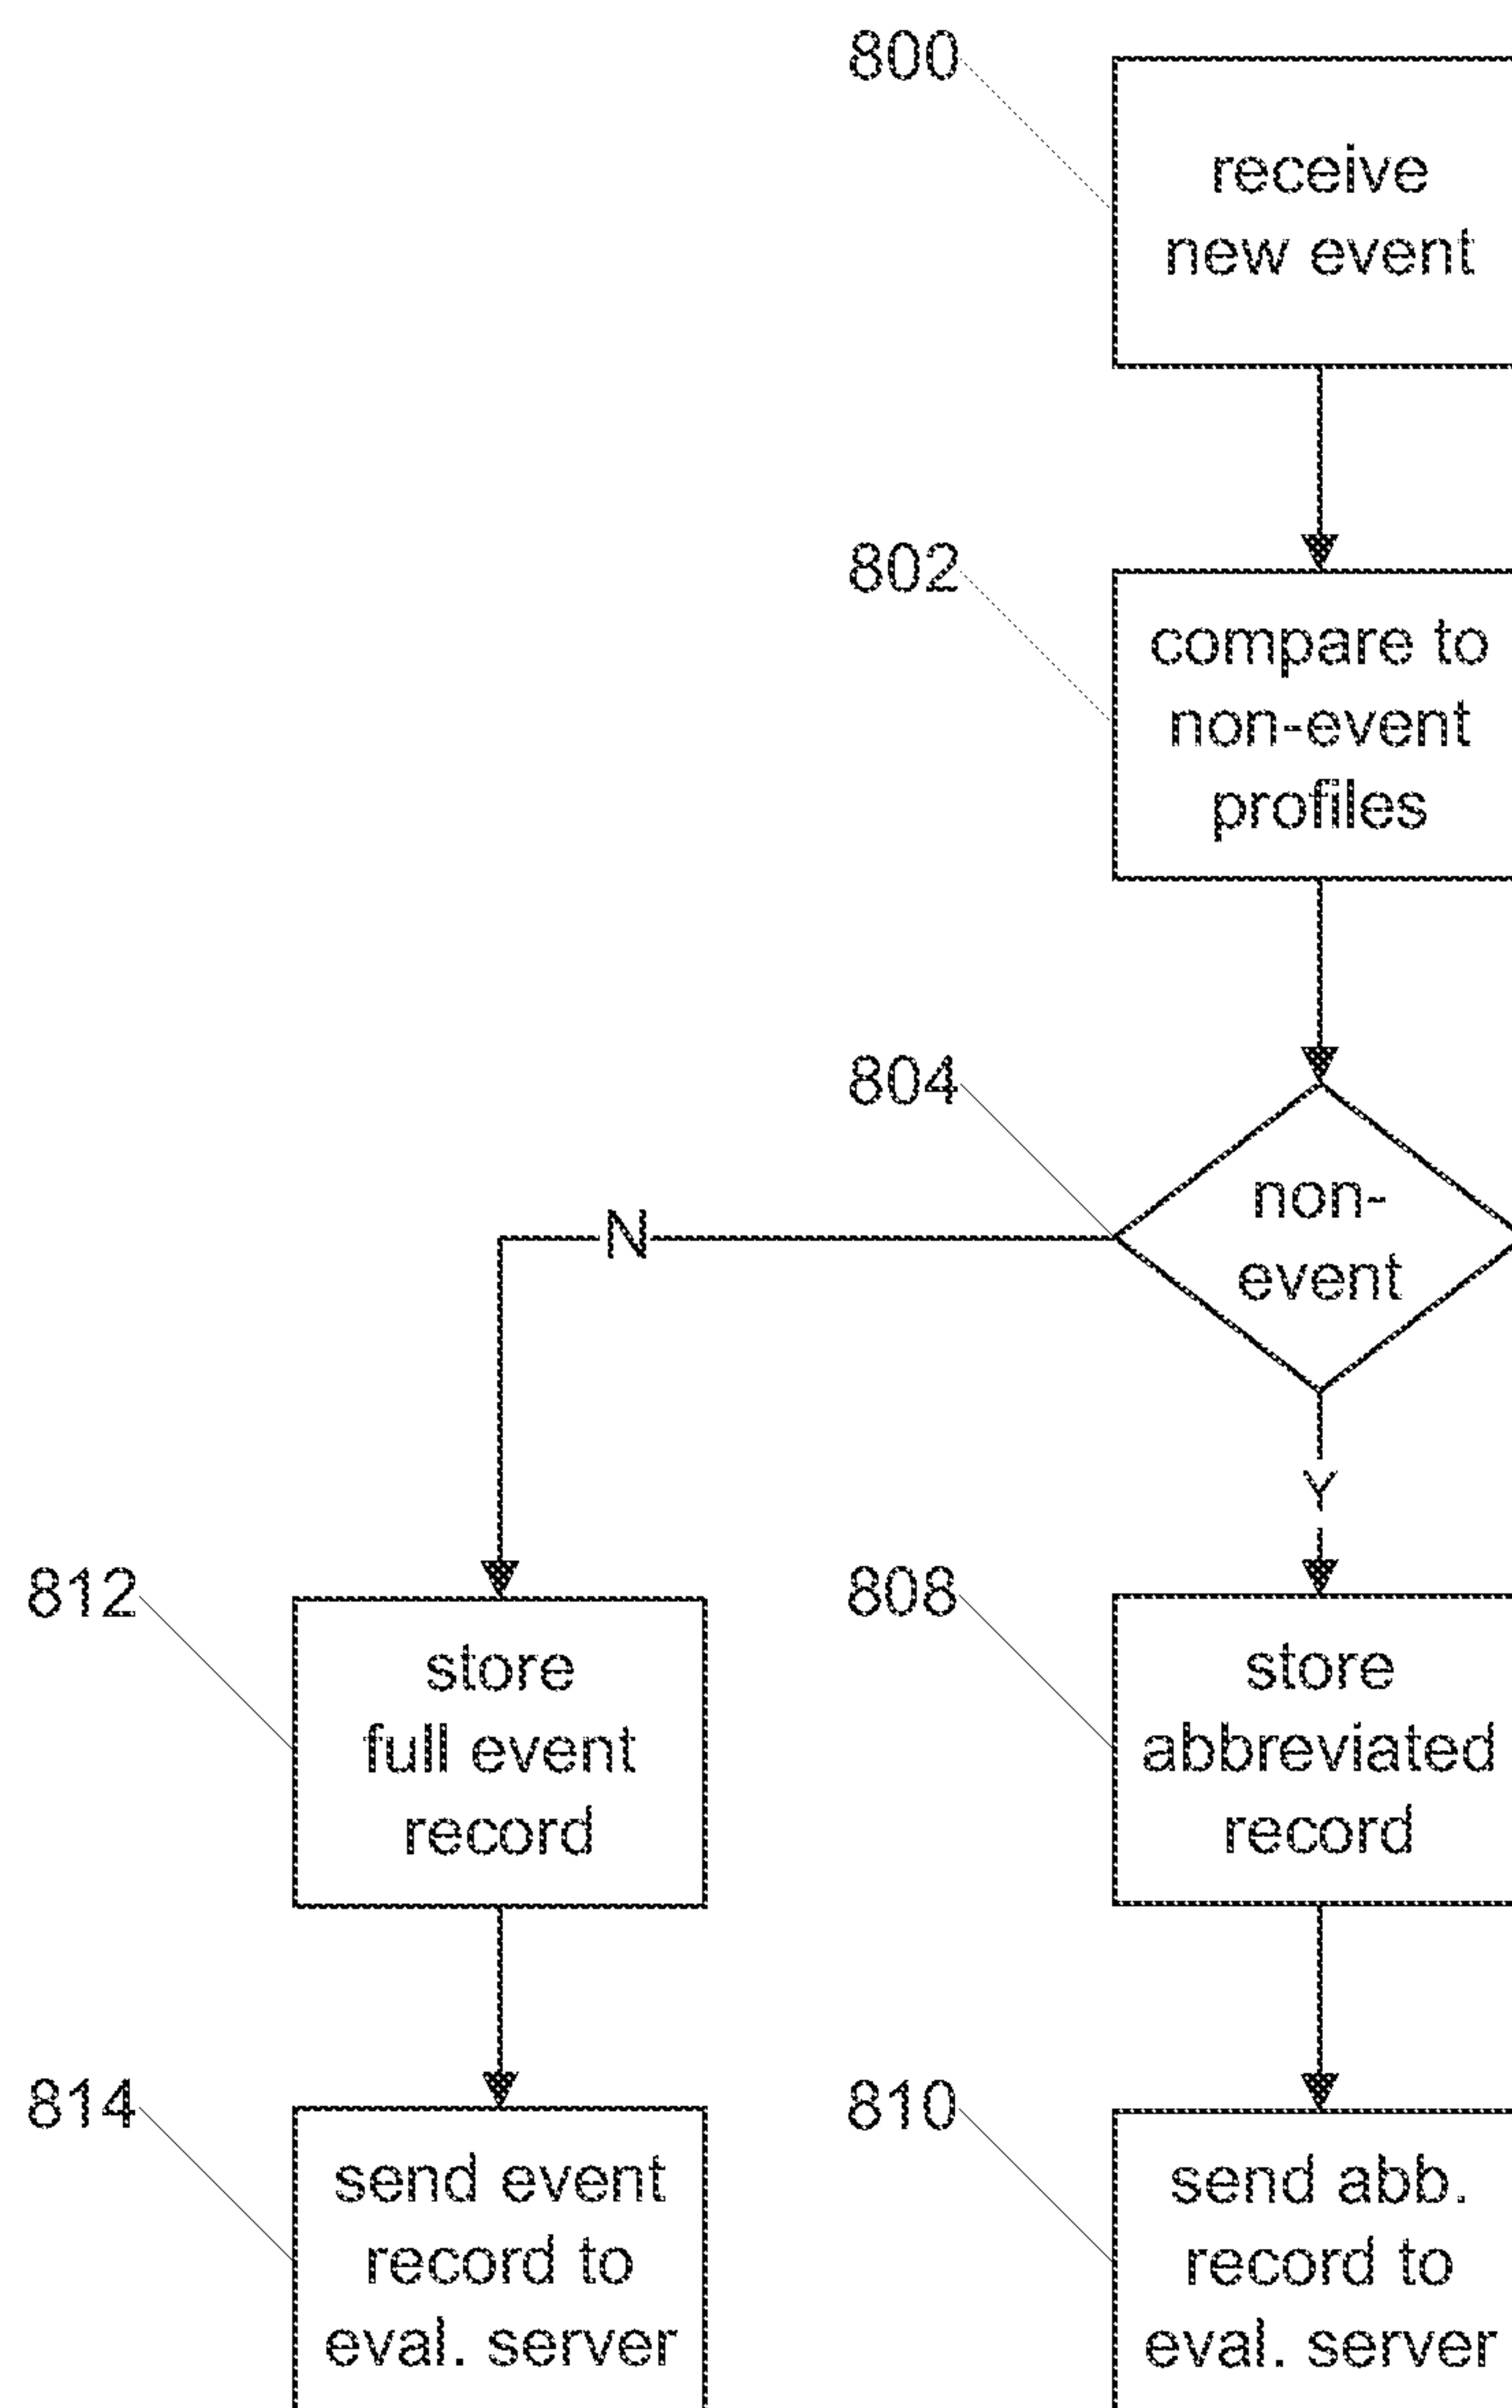 800
receive
new event
802
compare to
non-event
profiles
804
non-
event
N
Y
812
store
full event
record
808
store
abbreviated
record
814
send event
record to
eval. server
810
send abb.
record to
eval. server